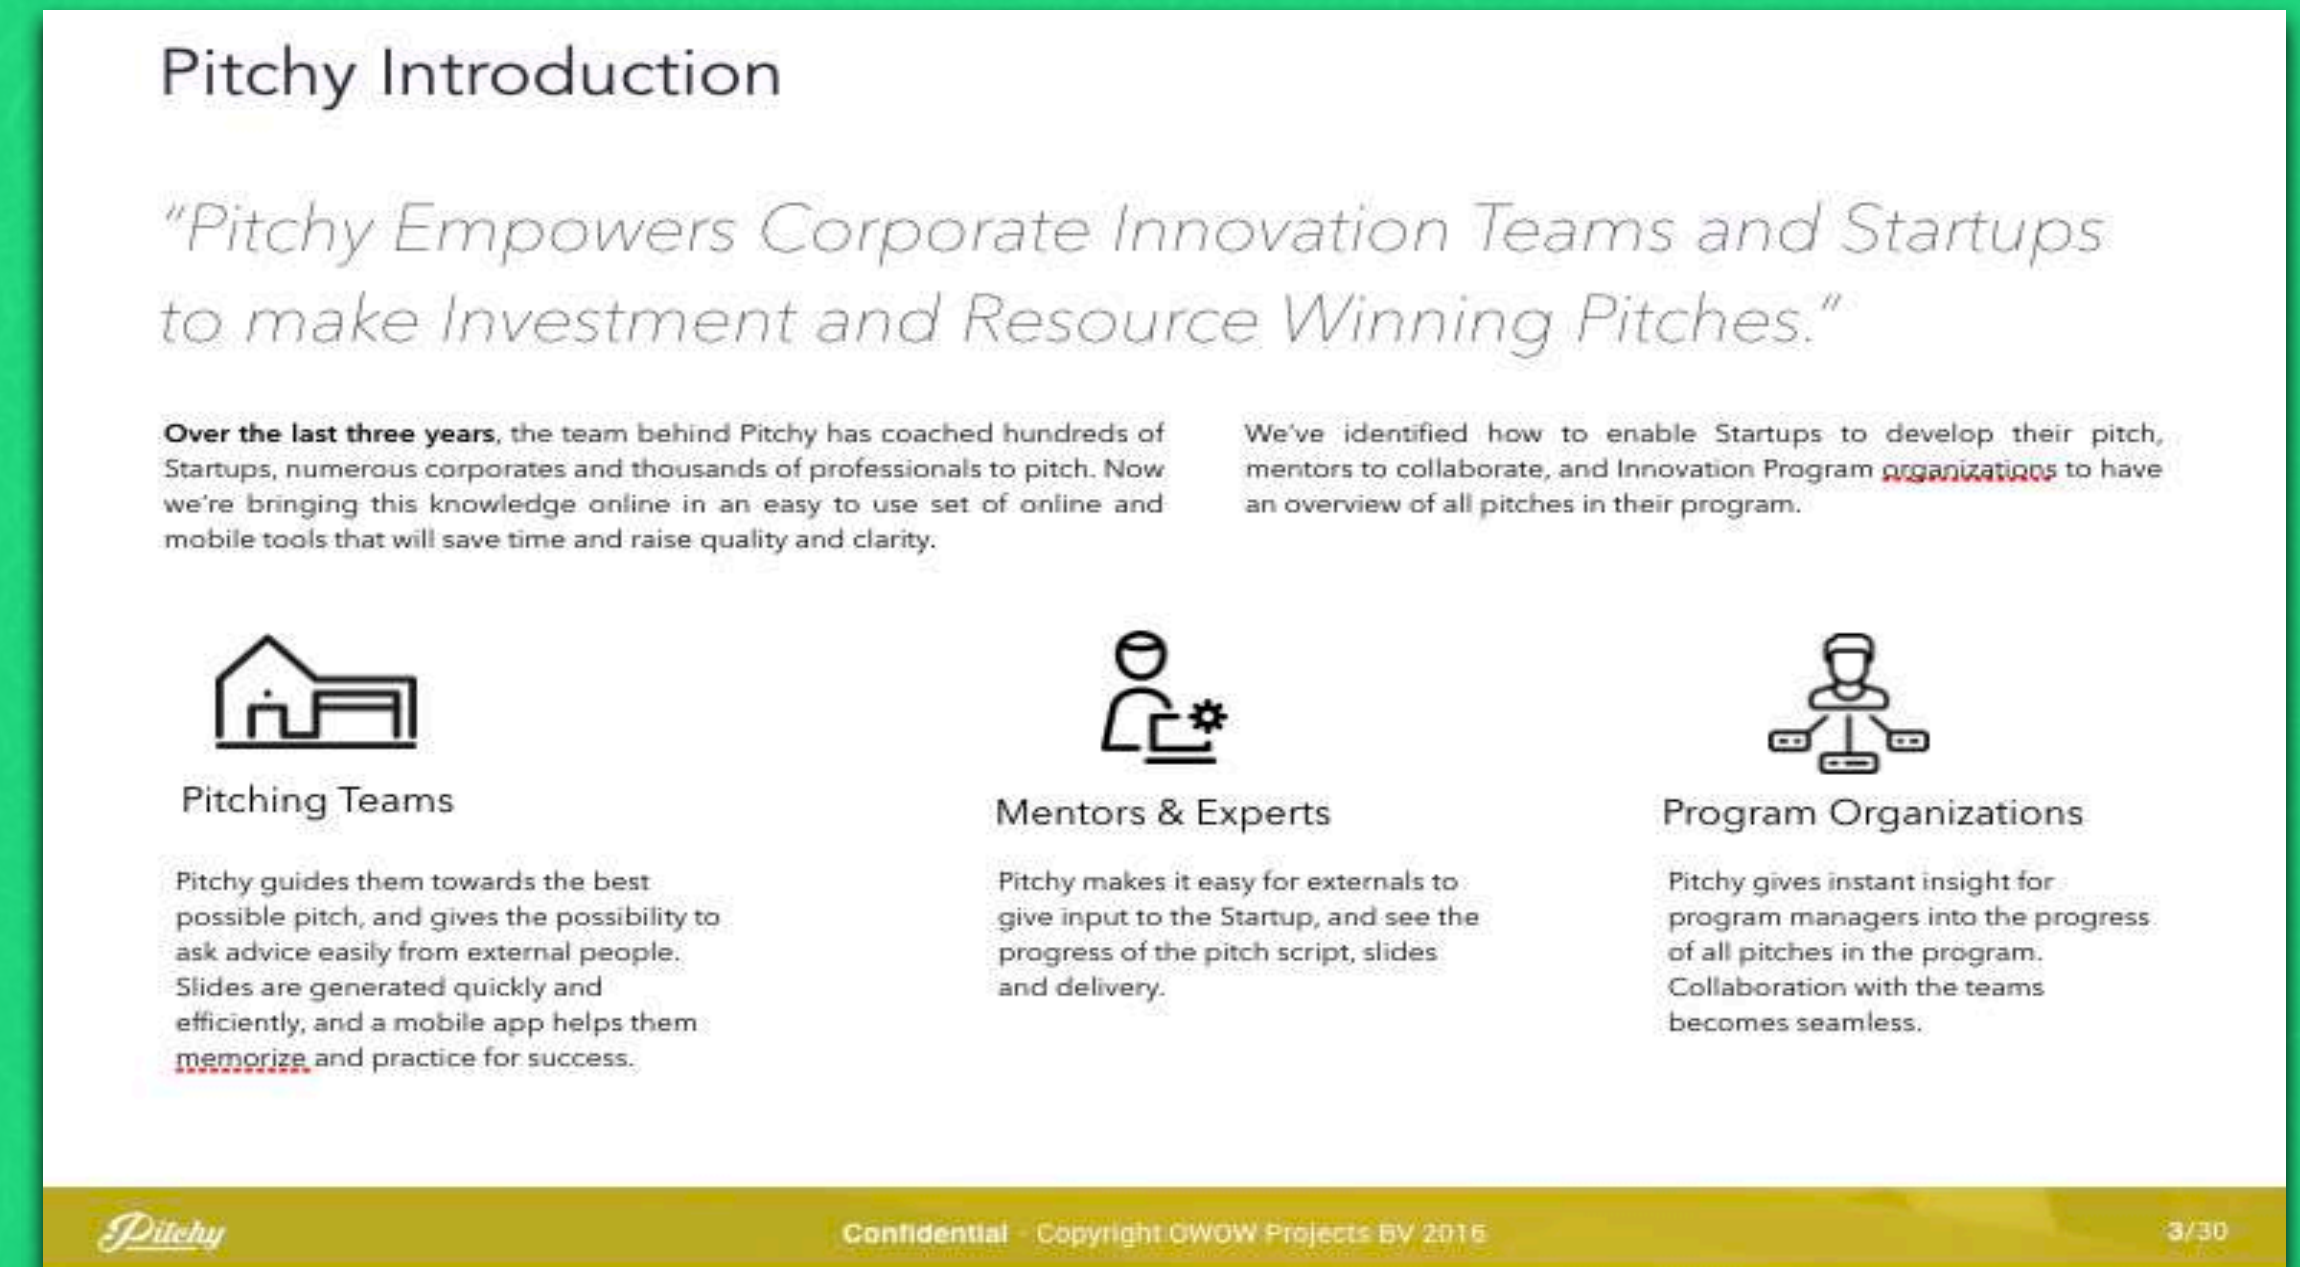 Pitchy Introduction
"Pitchy Empowers Corporate Innovation Teams and Startups
to make Investment and Resource Winning Pitches."
Over the last three years, the team behind Pitchy has coached hundreds of
Startups, numerous corporates and thousands of professionals to pitch. Now
we're bringing this knowledge online in an easy to use set of online and
mobile tools that will save time and raise quality and clarity.
We've identified how to enable Startups to develop their pitch,
mentors to collaborate, and Innovation Program organizations to have
an overview of all pitches in their program.
Pitching Teams
Pitchy guides them towards the best
possible pitch, and gives the possibility to
ask advice easily from external people.
Slides are generated quickly and
efficiently, and a mobile app helps them
memorize and practice for success.
Mentors & Experts
Pitchy makes it easy for externals to
give input to the Startup, and see the
progress of the pitch script, slides
and delivery.
Program Organizations
Pitchy gives instant insight for
program managers into the progress
of all pitches in the program.
Collaboration with the teams
becomes seamless.
Pitchy
Confidential - Copyright OWOW Projects BV 2016
3/30